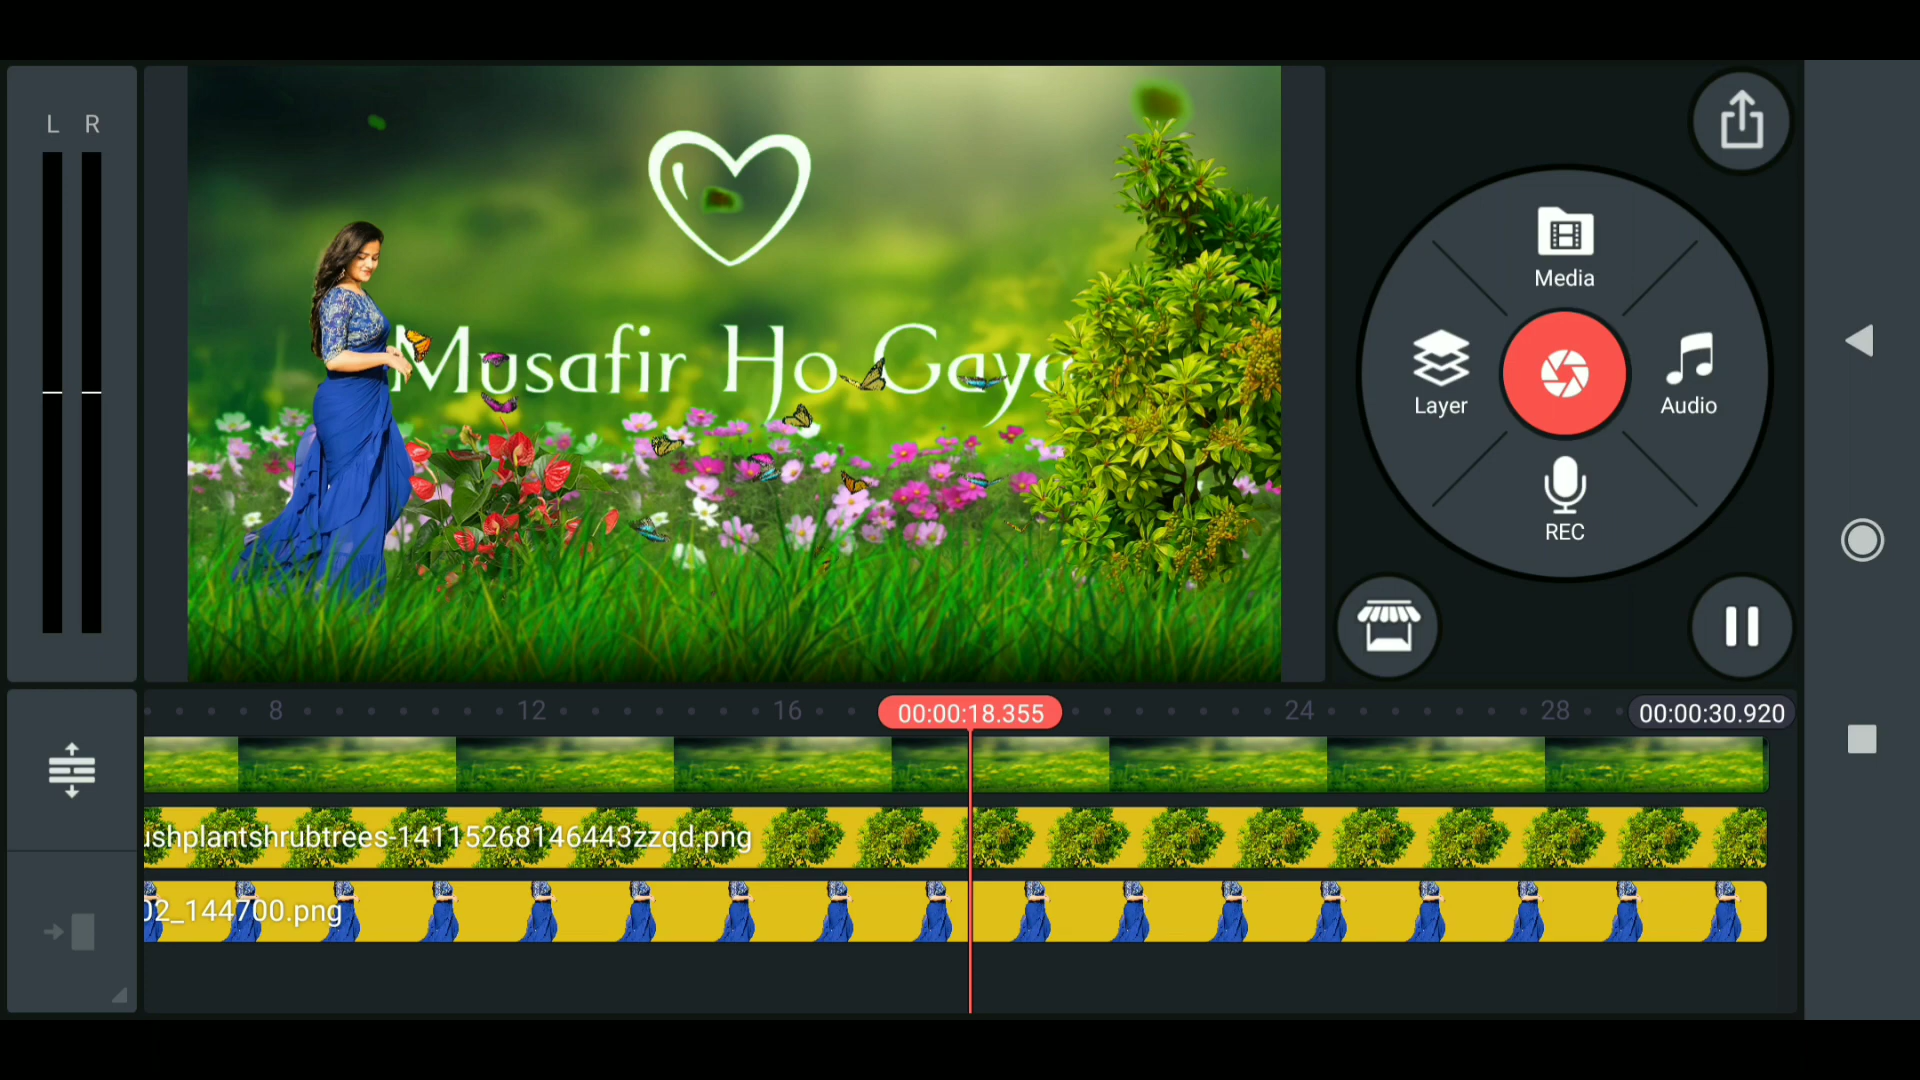 L R
Musafir Ho Gaya
Media
Layer
Audio
REC
8 12 16 00:00:18.355 24 28 00:00:30.920
ushplantshrubtrees-14115268146443zzqd.png
02_144700.png